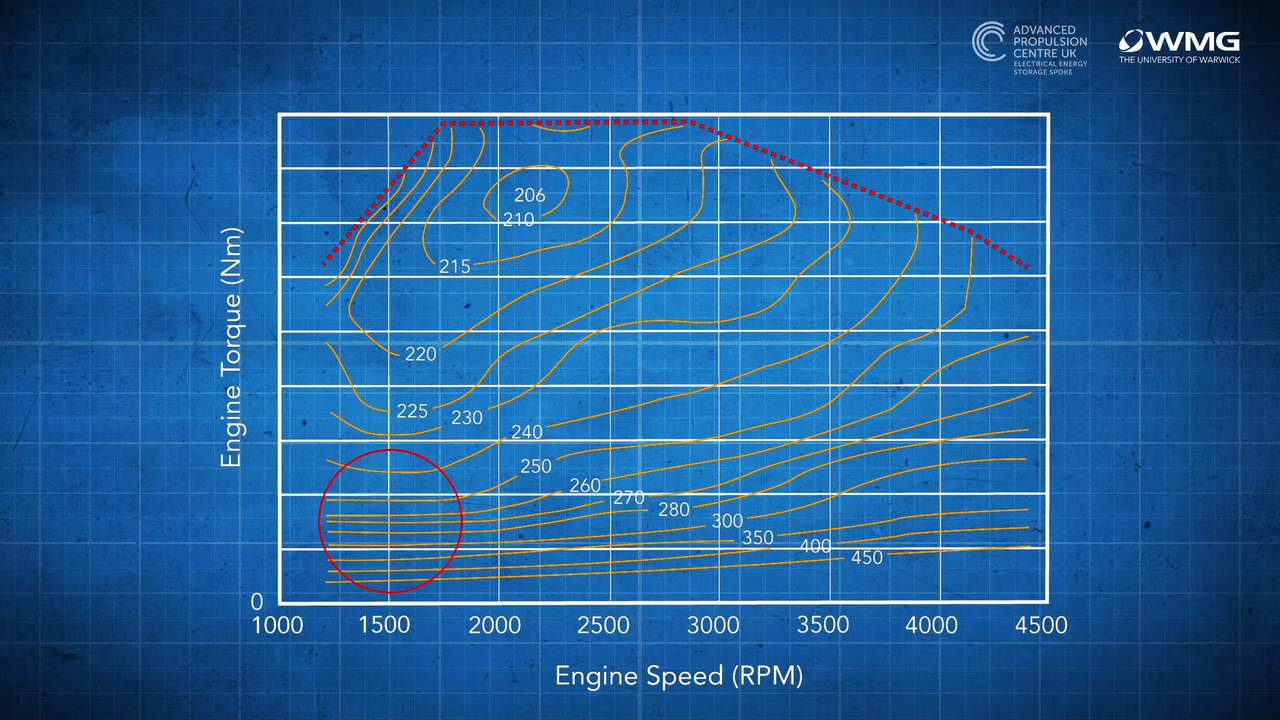 ADVANCED
PROPULSION
CENTRE UK
ELECTRICAL ENERGY
STORAGE SPOKE
WMG
THE UNIVERSITY OF WARWICK
Engine Torque (Nm)
206
210
215
220
225
230
240
250
260
270
280
300
350
400
450
0
1000 1500 2000 2500 3000 3500 4000 4500
Engine Speed (RPM)